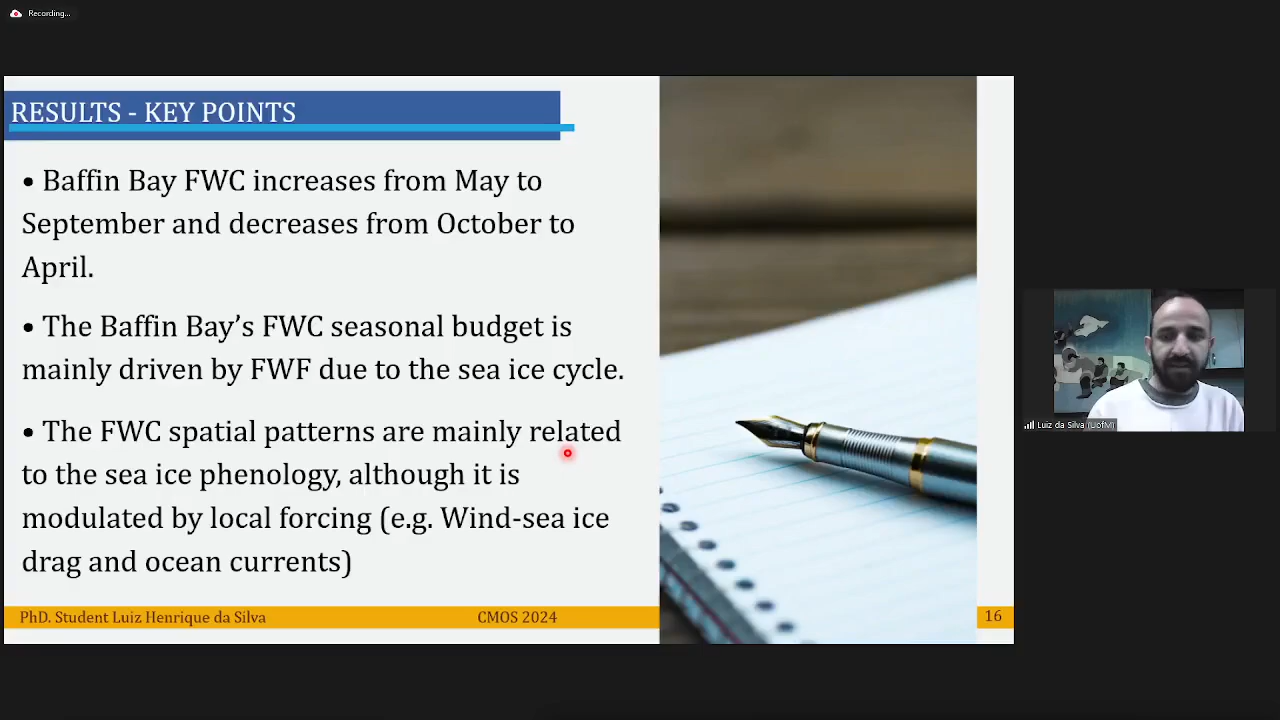 Recording...
RESULTS - KEY POINTS
• Baffin Bay FWC increases from May to
September and decreases from October to
April.
• The Baffin Bay’s FWC seasonal budget is
mainly driven by FWF due to the sea ice cycle.
• The FWC spatial patterns are mainly related
to the sea ice phenology, although it is
modulated by local forcing (e.g. Wind-sea ice
drag and ocean currents)
PhD. Student Luiz Henrique da Silva
CMOS 2024
16
Luiz da Silva (UofM)